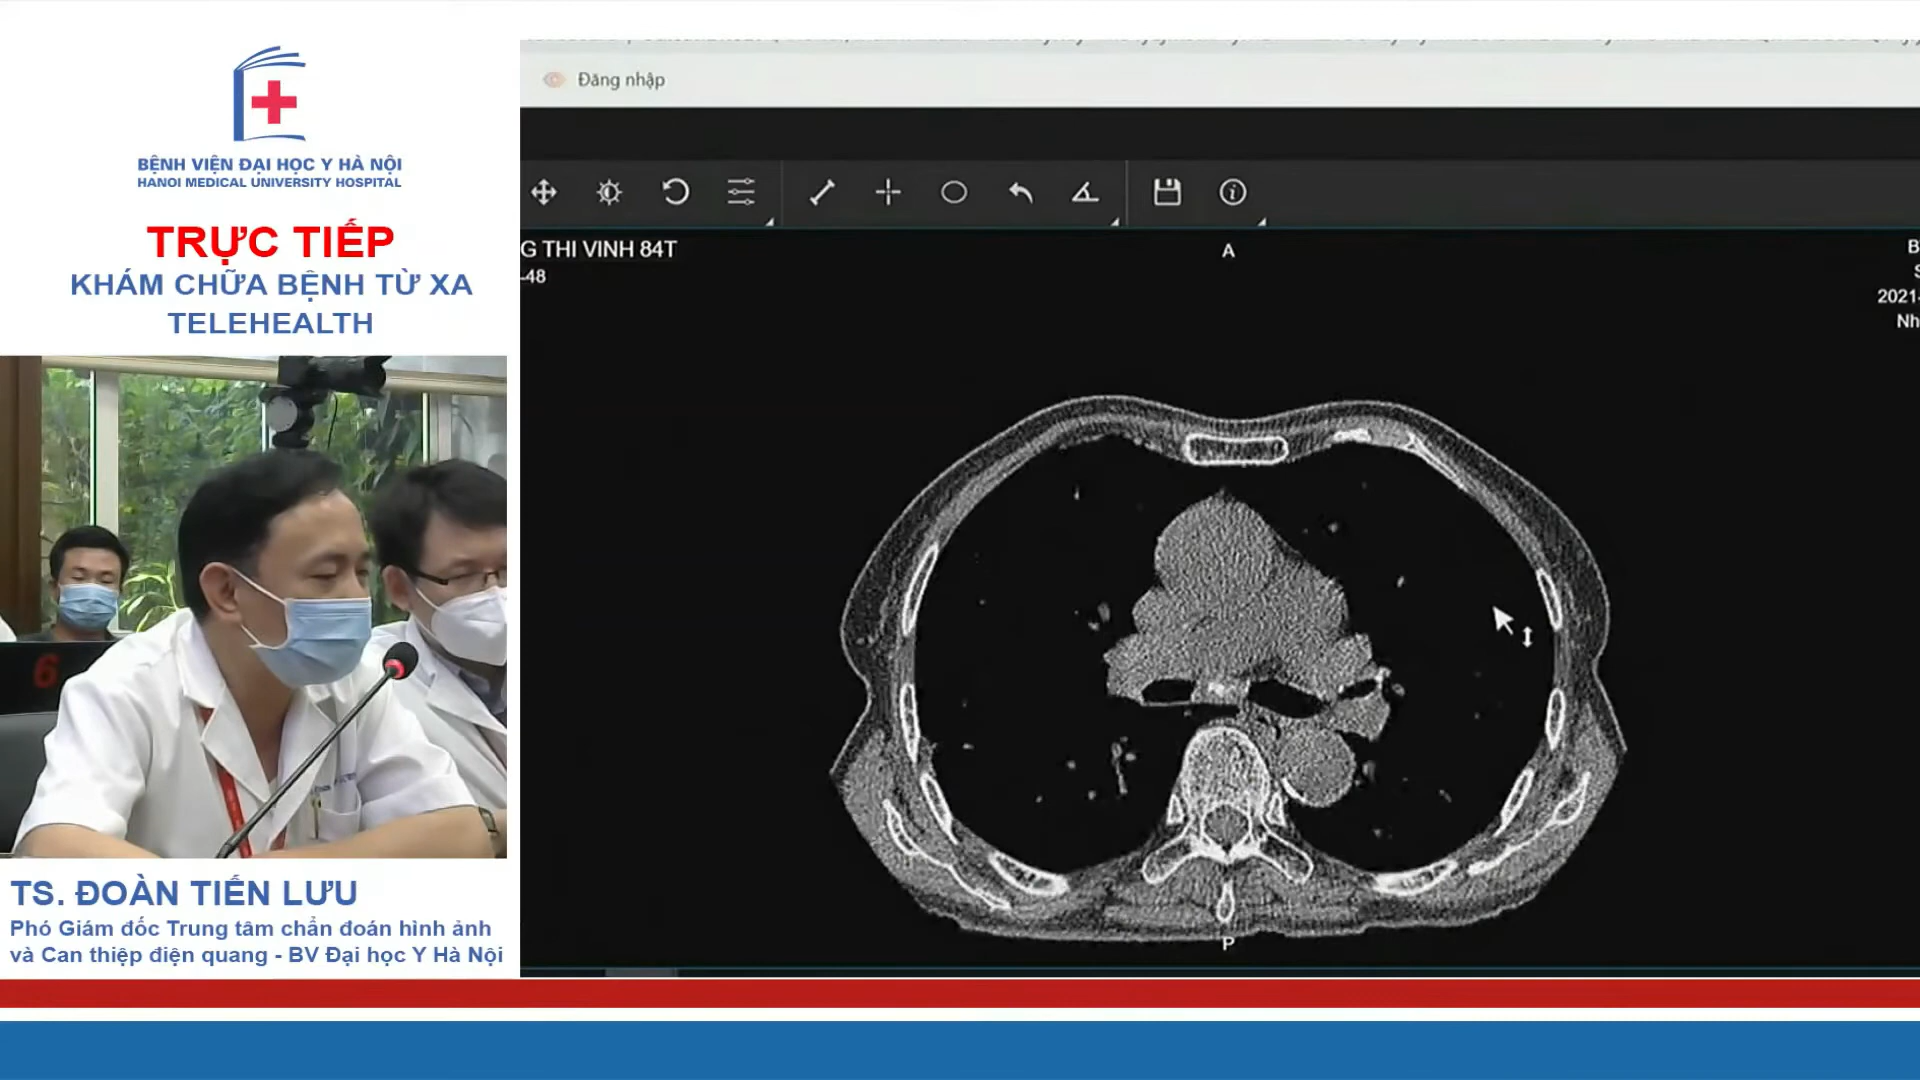 BỆNH VIỆN ĐẠI HỌC Y HÀ NỘI
HANOI MEDICAL UNIVERSITY HOSPITAL
TRỰC TIẾP
KHÁM CHỮA BỆNH TỪ XA
TELEHEALTH
6
TS. ĐOÀN TIẾN LƯU
Phó Giám đốc Trung tâm chẩn đoán hình ảnh
và Can thiệp điện quang - BV Đại học Y Hà Nội
Đăng nhập
G THI VINH 84T
-48
A
B
S
2021-
Nh
P